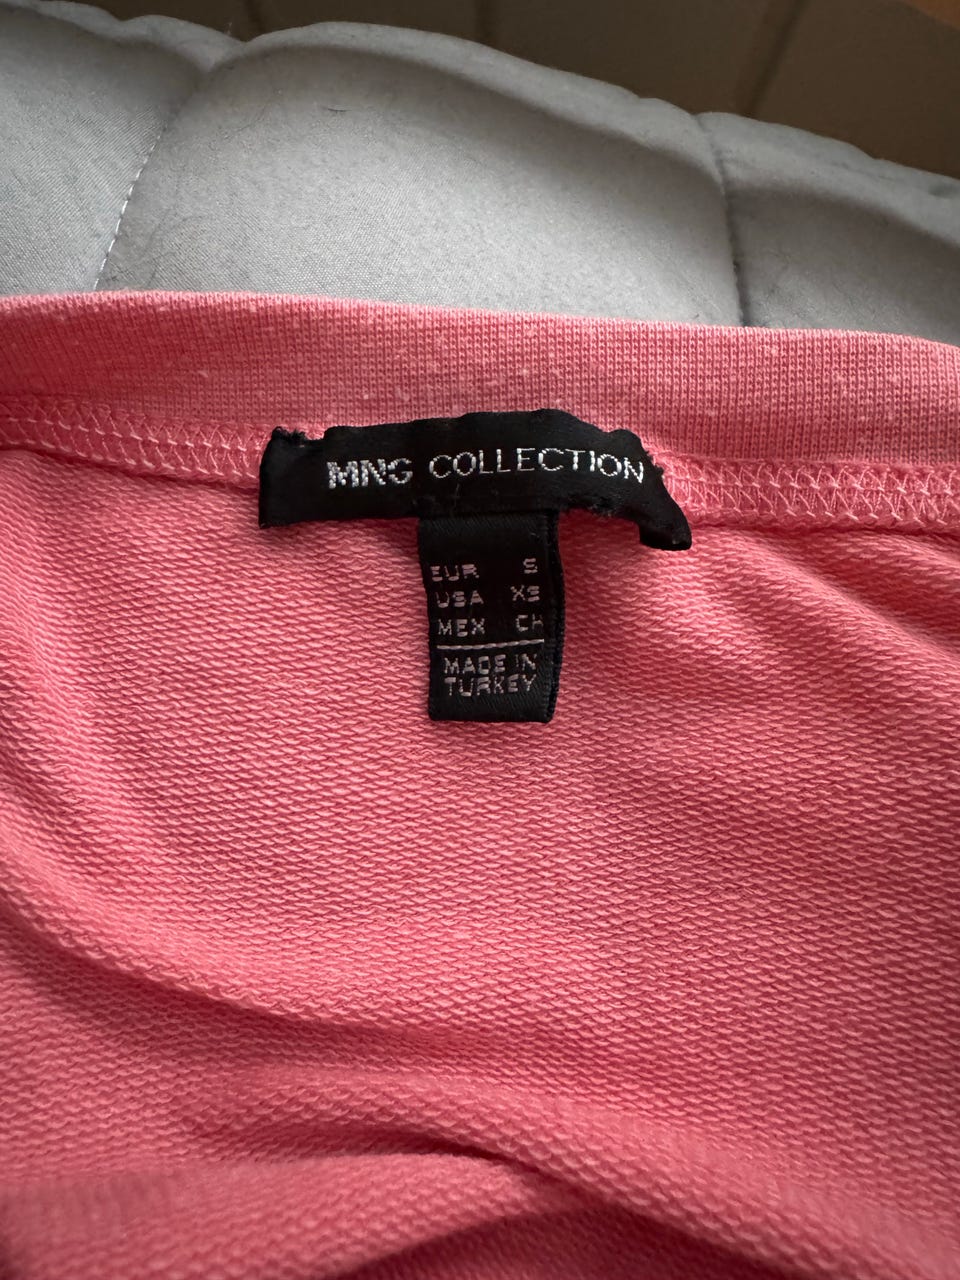 MNG COLLECTION
EUR S
USA XS
MEX CH
MADE IN
TURKEY